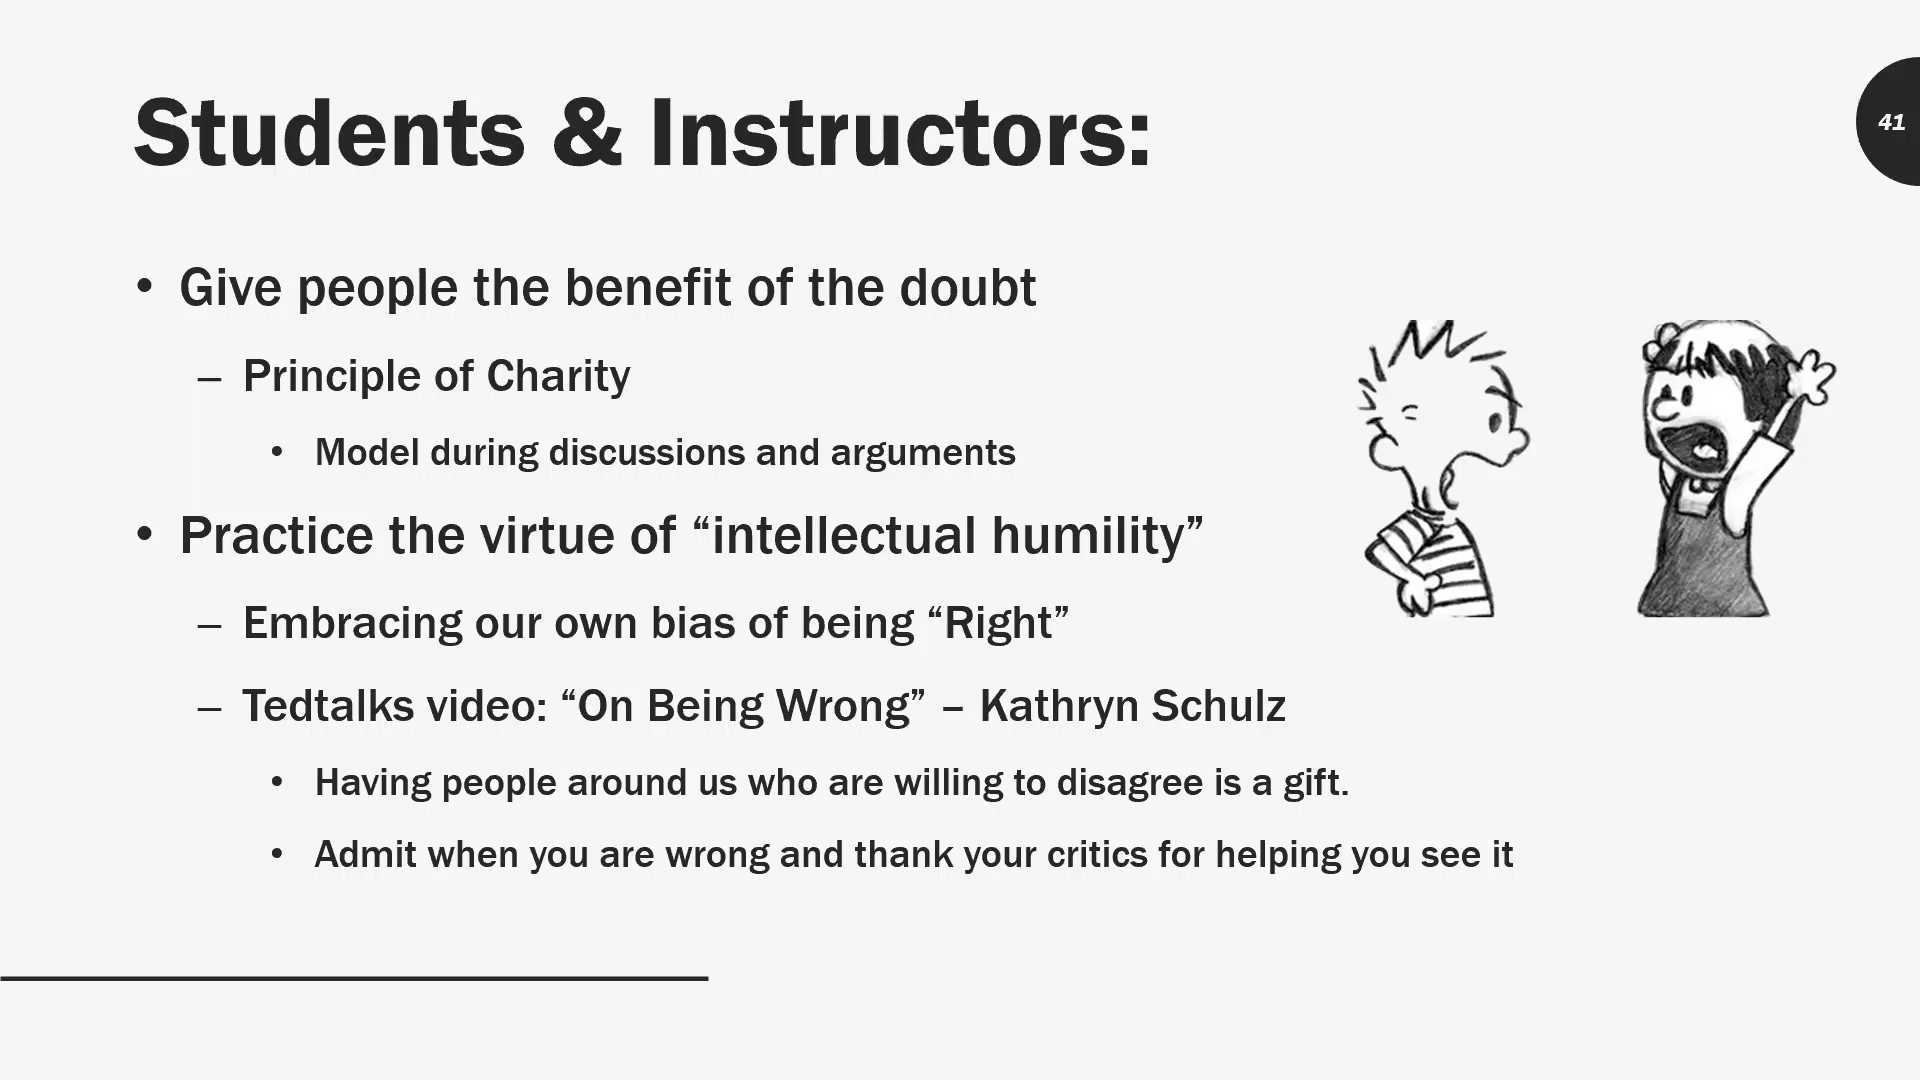 Students & Instructors:
41
• Give people the benefit of the doubt
– Principle of Charity
• Model during discussions and arguments
• Practice the virtue of “intellectual humility”
– Embracing our own bias of being “Right”
– Tedtalks video: “On Being Wrong” – Kathryn Schulz
• Having people around us who are willing to disagree is a gift.
• Admit when you are wrong and thank your critics for helping you see it